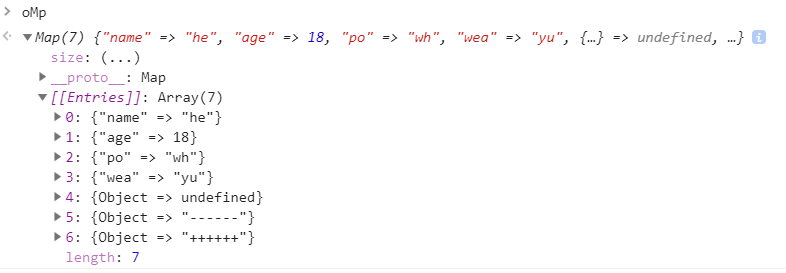 > oMp
Map(7) {"name" => "he", "age" => 18, "po" => "wh", "wea" => "yu", {…} => undefined, …} i
size: (...)
__proto__: Map
[[Entries]]: Array(7)
0: {"name" => "he"}
1: {"age" => 18}
2: {"po" => "wh"}
3: {"wea" => "yu"}
4: {Object => undefined}
5: {Object => "------"}
6: {Object => "++++++"}
length: 7